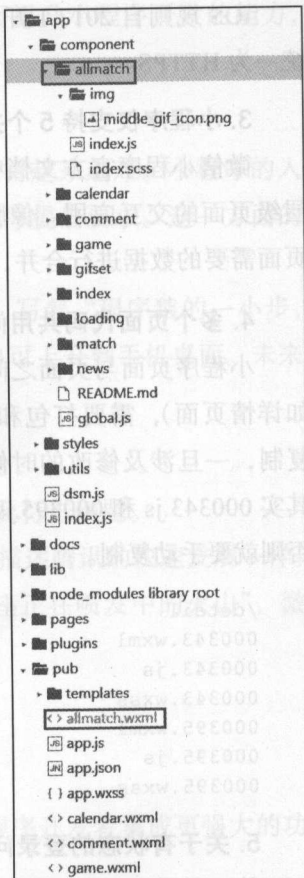 app
component
allmatch
img
middle_gif_icon.png
index.js
index.scss
calendar
comment
game
gifset
index
loading
match
news
README.md
global.js
styles
utils
dsm.js
index.js
docs
lib
node_modules library root
pages
plugins
pub
templates
allmatch.wxml
app.js
app.json
app.wxss
calendar.wxml
comment.wxml
game.wxml